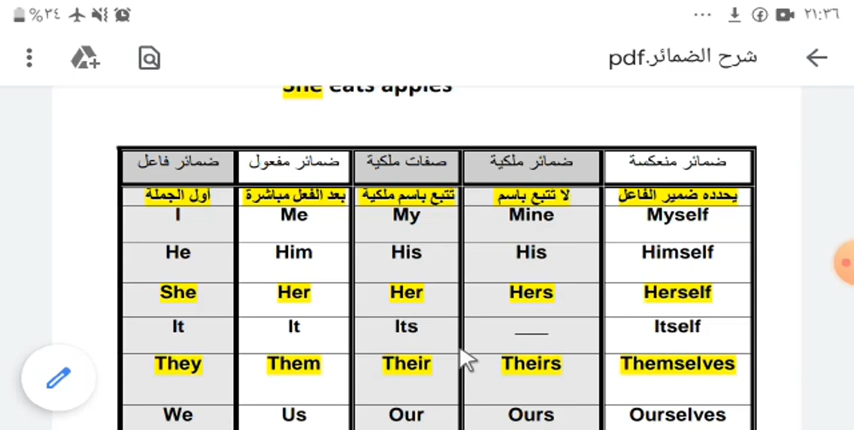 ٢١:٣٦ %٣٤
شرح الضمائر.pdf
She eats apples
ضمائر فاعل ضمائر مفعول صفات ملكية ضمائر ملكية ضمائر منعكسة
أول الجملة بعد الفعل مباشرة تتبع باسم ملكية لا تتبع باسم يحدده ضمير الفاعل
I Me My Mine Myself
He Him His His Himself
She Her Her Hers Herself
It It Its ___ Itself
They Them Their Theirs Themselves
We Us Our Ours Ourselves